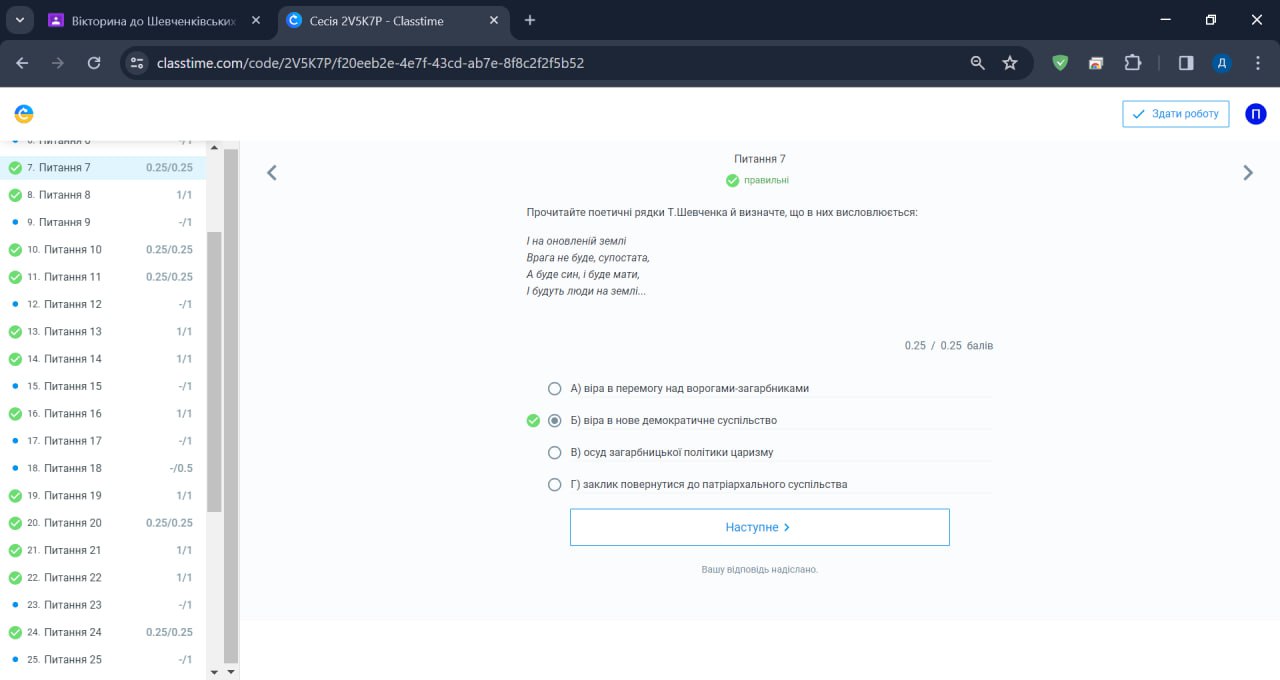 Вікторина до Шевченківських
Сесія 2V5K7P - Classtime
classtime.com/code/2V5K7P/f20eeb2e-4e7f-43cd-ab7e-8f8c2f2f5b52
Д
Здати роботу
П
6. Питання 6 -/1
7. Питання 7 0.25/0.25
8. Питання 8 1/1
9. Питання 9 -/1
10. Питання 10 0.25/0.25
11. Питання 11 0.25/0.25
12. Питання 12 -/1
13. Питання 13 1/1
14. Питання 14 1/1
15. Питання 15 -/1
16. Питання 16 1/1
17. Питання 17 -/1
18. Питання 18 -/0.5
19. Питання 19 1/1
20. Питання 20 0.25/0.25
21. Питання 21 1/1
22. Питання 22 1/1
23. Питання 23 -/1
24. Питання 24 0.25/0.25
25. Питання 25 -/1
Питання 7
правильні
Прочитайте поетичні рядки Т.Шевченка й визначте, що в них висловлюється:
І на оновленій землі
Врага не буде, супостата,
А буде син, і буде мати,
І будуть люди на землі...
0.25 / 0.25 балів
А) віра в перемогу над ворогами-загарбниками
Б) віра в нове демократичне суспільство
В) осуд загарбницької політики царизму
Г) заклик повернутися до патріархального суспільства
Наступне
Вашу відповідь надіслано.